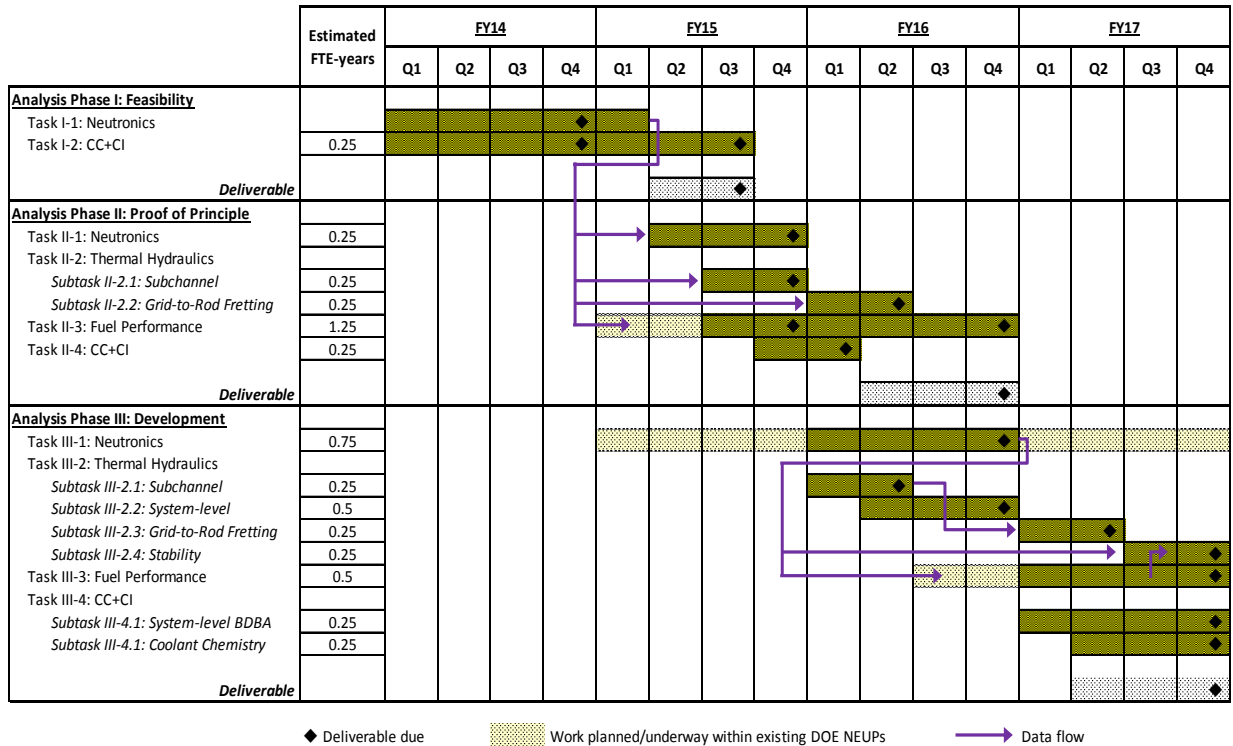 Estimated FTE-years FY14 FY15 FY16 FY17
Q1 Q2 Q3 Q4 Q1 Q2 Q3 Q4 Q1 Q2 Q3 Q4 Q1 Q2 Q3 Q4
Analysis Phase I: Feasibility
Task I-1: Neutronics
Task I-2: CC+CI 0.25
Deliverable
Analysis Phase II: Proof of Principle
Task II-1: Neutronics 0.25
Task II-2: Thermal Hydraulics
Subtask II-2.1: Subchannel 0.25
Subtask II-2.2: Grid-to-Rod Fretting 0.25
Task II-3: Fuel Performance 1.25
Task II-4: CC+CI 0.25
Deliverable
Analysis Phase III: Development
Task III-1: Neutronics 0.75
Task III-2: Thermal Hydraulics
Subtask III-2.1: Subchannel 0.25
Subtask III-2.2: System-level 0.5
Subtask III-2.3: Grid-to-Rod Fretting 0.25
Subtask III-2.4: Stability 0.25
Task III-3: Fuel Performance 0.5
Task III-4: CC+CI
Subtask III-4.1: System-level BDBA 0.25
Subtask III-4.1: Coolant Chemistry 0.25
Deliverable
Deliverable due Work planned/underway within existing DOE NEUPs Data flow